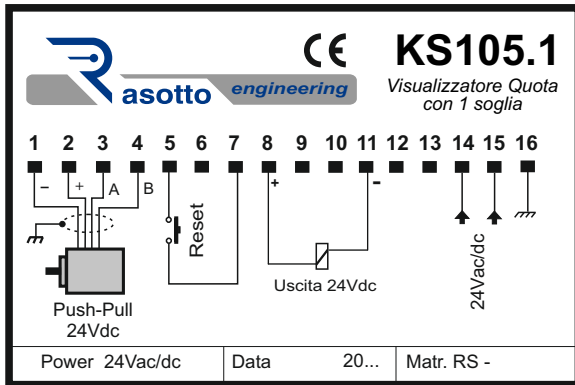 Rasotto
engineering
CE
KS105.1
Visualizzatore Quota
con 1 soglia
1 2 3 4 5 6 7 8 9 10 11 12 13 14 15 16
- + A B + -
Reset
Push-Pull
24Vdc
Uscita 24Vdc
24Vac/dc
Power 24Vac/dc
Data 20...
Matr. RS -